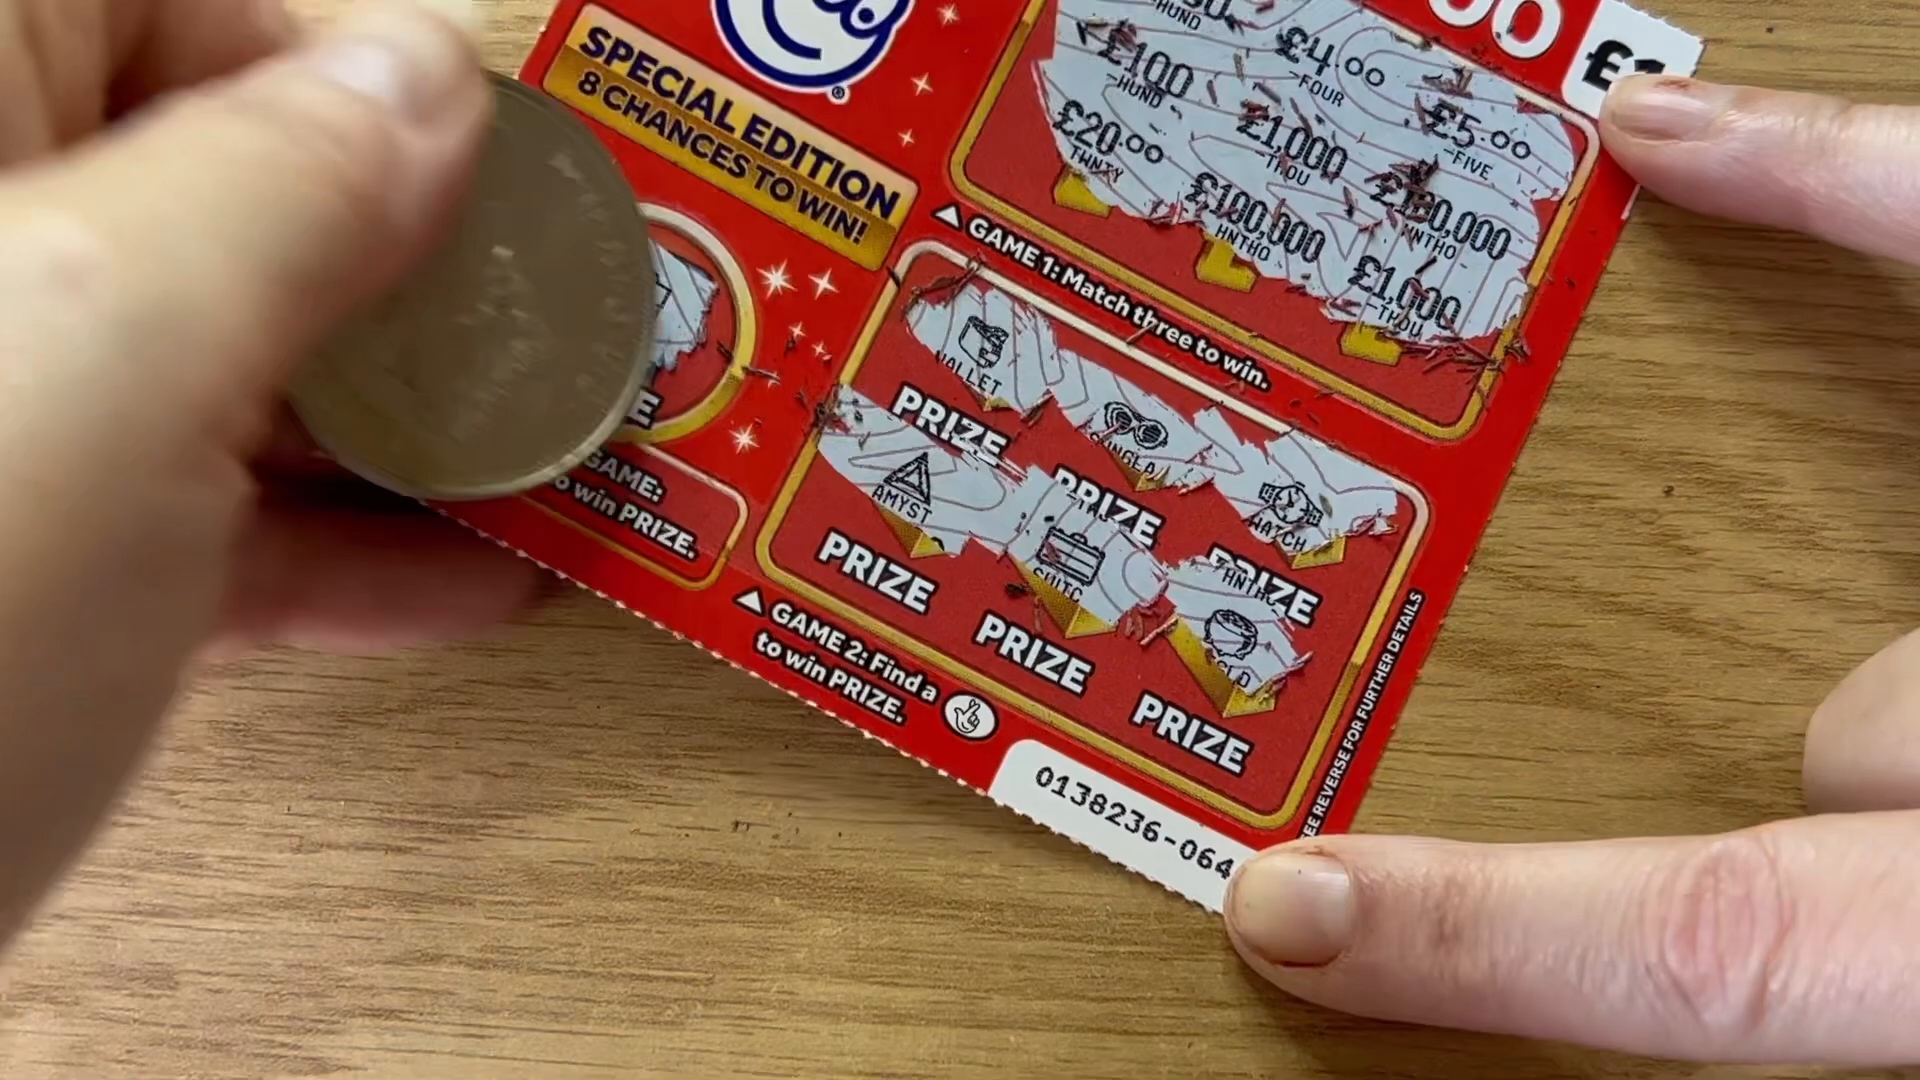 £1
HUND
£4.00
FOUR
£100
HUND
£5.00
FIVE
£20.00
TWNTY
£1,000
THOU
£100,000
HNTHO
£1,000
THOU
SPECIAL EDITION
8 CHANCES TO WIN!
GAME 1: Match three to win.
WALLET
PRIZE
PRIZE
WATCH
PRIZE
AMYST
PRIZE
SUITC
PRIZE
PRIZE
GAME:
to win PRIZE.
GAME 2: Find a
to win PRIZE.
0138236-064
SEE REVERSE FOR FURTHER DETAILS